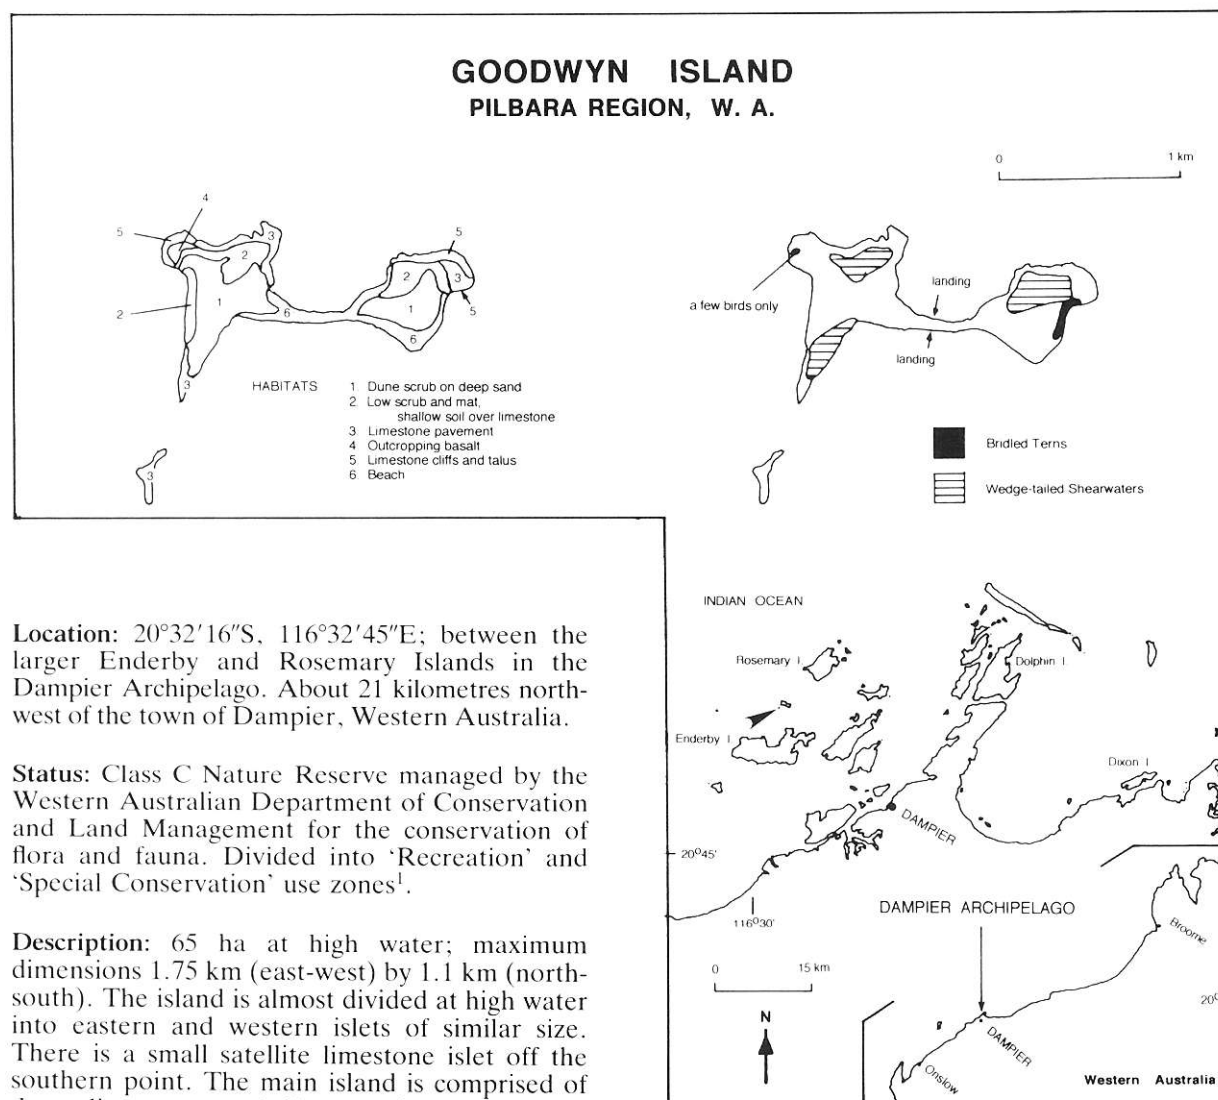 GOODWYN ISLAND
PILBARA REGION, W. A.
0 1 km
4
5
3
2
2
1
6
3
3
5
2
3
1
5
6
a few birds only
landing
landing
HABITATS
1 Dune scrub on deep sand
2 Low scrub and mat,
shallow soil over limestone
3 Limestone pavement
4 Outcropping basalt
5 Limestone cliffs and talus
6 Beach
Bridled Terns
Wedge-tailed Shearwaters
Location: 20°32′16″S, 116°32′45″E; between the
larger Enderby and Rosemary Islands in the
Dampier Archipelago. About 21 kilometres north-
west of the town of Dampier, Western Australia.
Status: Class C Nature Reserve managed by the
Western Australian Department of Conservation
and Land Management for the conservation of
flora and fauna. Divided into ‘Recreation’ and
‘Special Conservation’ use zones¹.
Description: 65 ha at high water; maximum
dimensions 1.75 km (east-west) by 1.1 km (north-
south). The island is almost divided at high water
into eastern and western islets of similar size.
There is a small satellite limestone islet off the
southern point. The main island is comprised of
INDIAN OCEAN
Rosemary I
Dolphin I
Enderby I
Dixon I
DAMPIER
20°45′
116°30′
DAMPIER ARCHIPELAGO
0 15 km
N
Broome
20°
DAMPIER
Onslow
Western Australia